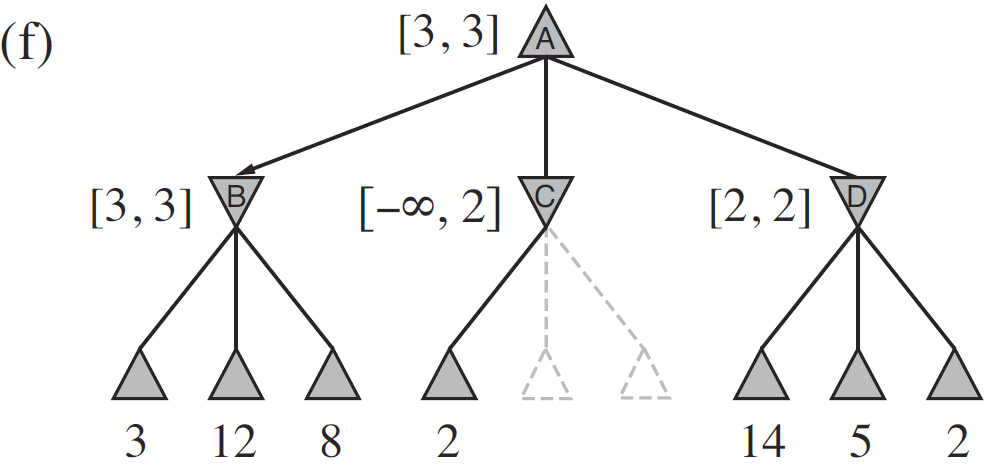 (f) [3, 3] A
[3, 3] B [−∞, 2] C [2, 2] D
3 12 8 2 14 5 2